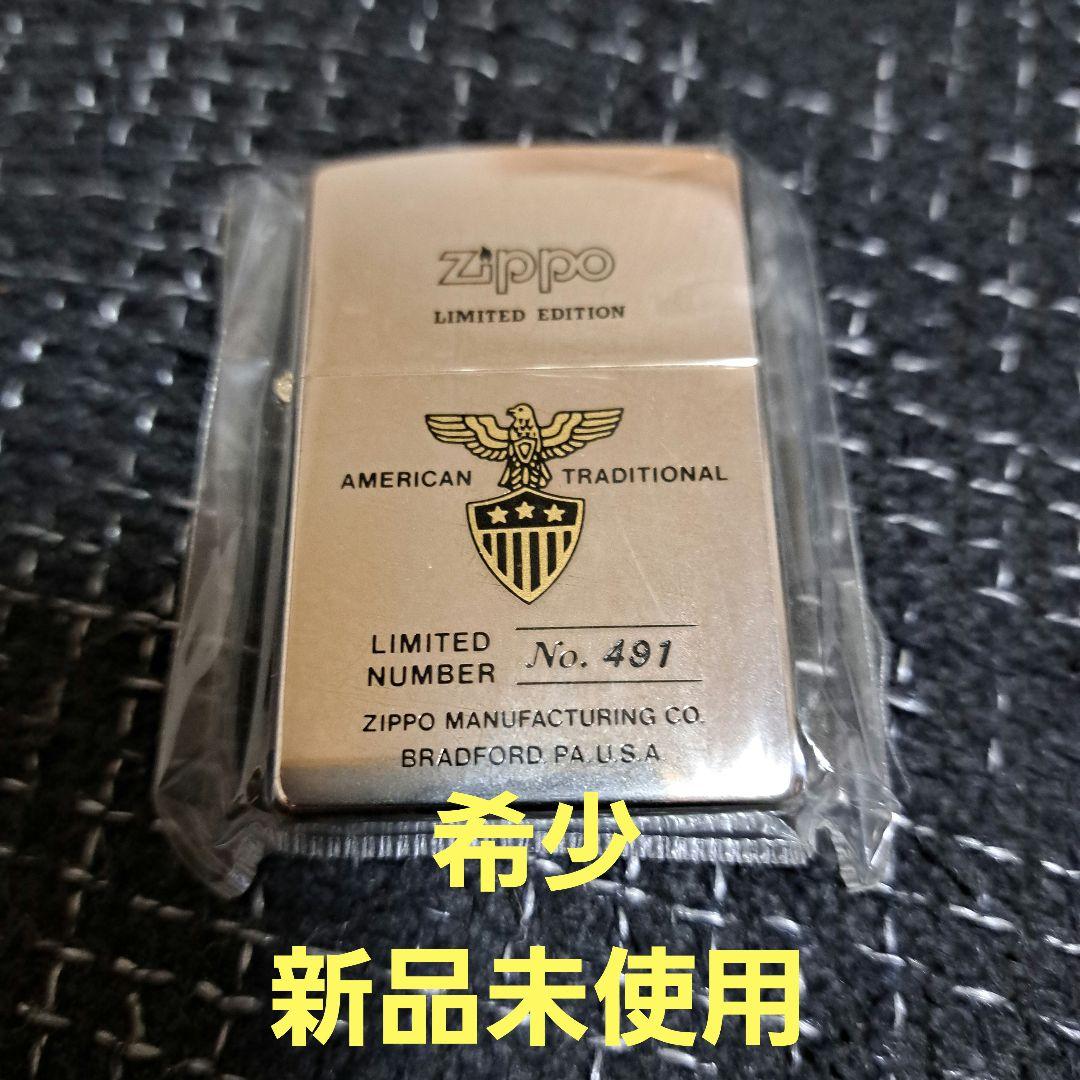 Zippo
LIMITED EDITION
AMERICAN TRADITIONAL
LIMITED
NUMBER No. 491
ZIPPO MANUFACTURING CO.
BRADFORD PA. U.S.A
希少
新品未使用